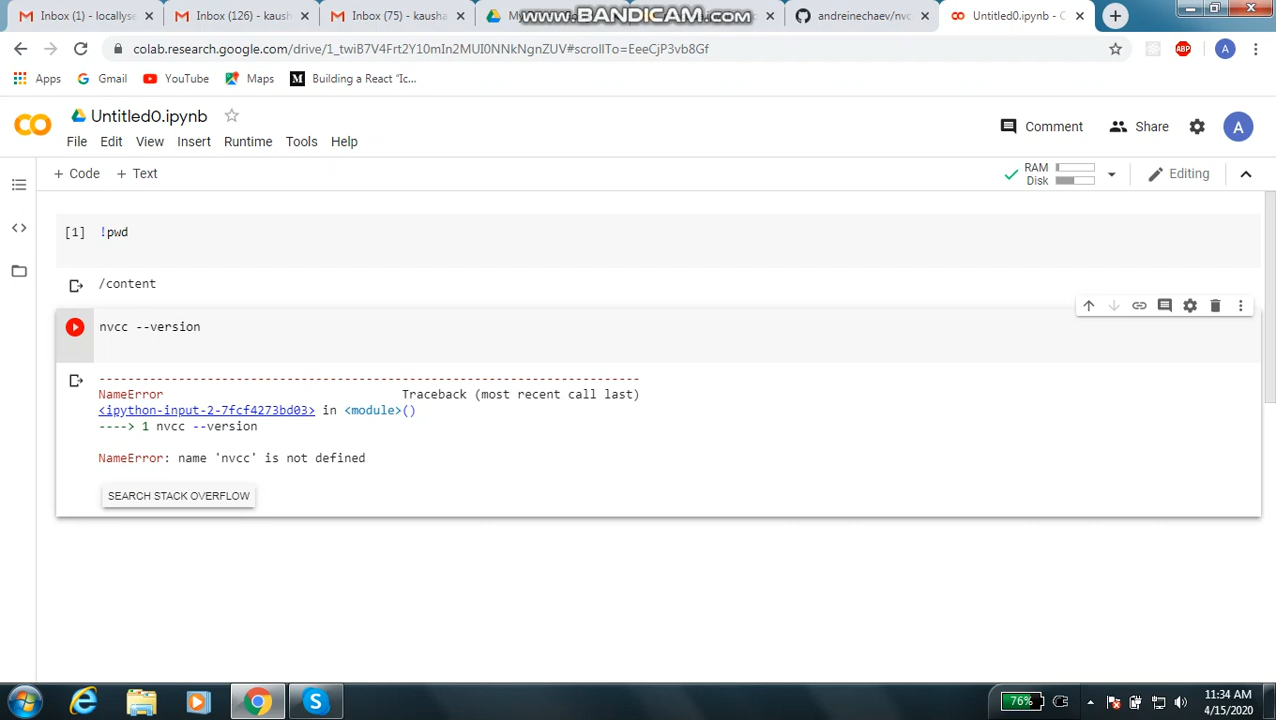 Inbox (1) - locallyse
Inbox (126) - kaush
Inbox (75) - kausha
My
www.BANDICAM.com
andreinechaev/nvc
Untitled0.ipynb - C
colab.research.google.com/drive/1_twiB7V4Frt2Y10mIn2MUI0NNkNgnZUV#scrollTo=EeeCjP3vb8Gf
ABP
A
Apps
Gmail
YouTube
Maps
Building a React "Ic...
Untitled0.ipynb
Comment
Share
A
File Edit View Insert Runtime Tools Help
+ Code + Text
RAM
Disk
Editing
[1] !pwd
/content
nvcc --version
---------------------------------------------------------------------------
NameError Traceback (most recent call last)
<ipython-input-2-7fcf4273bd03> in <module>()
----> 1 nvcc --version
NameError: name 'nvcc' is not defined
SEARCH STACK OVERFLOW
76%
11:34 AM
4/15/2020